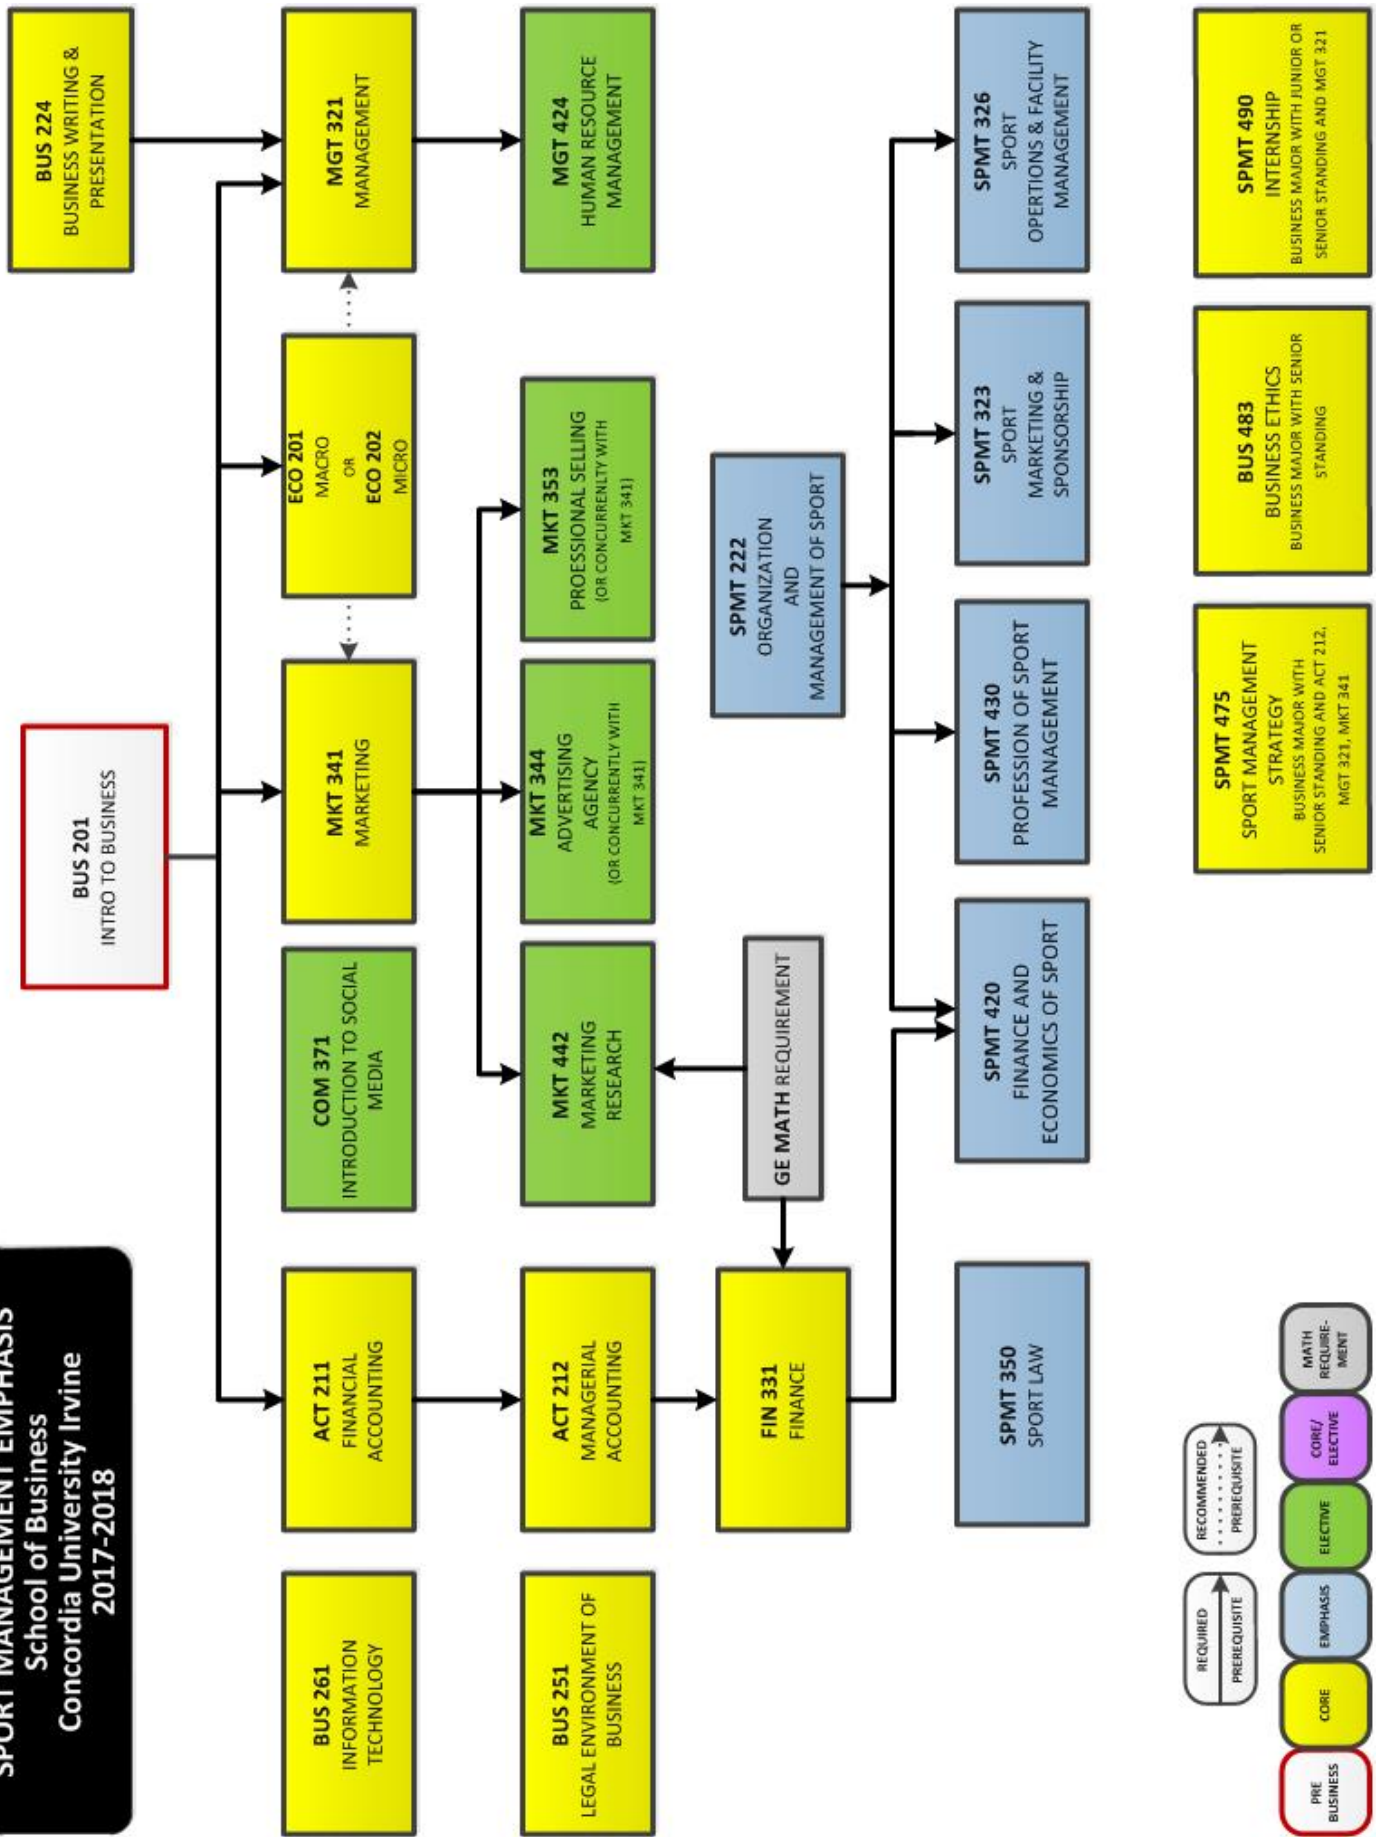 SPORT MANAGEMENT EMPHASIS
School of Business
Concordia University Irvine
2017-2018
BUS 201
INTRO TO BUSINESS
BUS 224
BUSINESS WRITING &
PRESENTATION
BUS 261
INFORMATION
TECHNOLOGY
ACT 211
FINANCIAL
ACCOUNTING
COM 371
INTRODUCTION TO SOCIAL
MEDIA
MKT 341
MARKETING
ECO 201
MACRO
OR
ECO 202
MICRO
MGT 321
MANAGEMENT
BUS 251
LEGAL ENVIRONMENT OF
BUSINESS
ACT 212
MANAGERIAL
ACCOUNTING
MKT 442
MARKETING
RESEARCH
MKT 344
ADVERTISING
AGENCY
(OR CONCURRENTLY WITH
MKT 341)
MKT 353
PROESSIONAL SELLING
(OR CONCURRENLTY WITH
MKT 341)
MGT 424
HUMAN RESOURCE
MANAGEMENT
FIN 331
FINANCE
GE MATH REQUIREMENT
SPMT 222
ORGANIZATION
AND
MANAGEMENT OF SPORT
SPMT 350
SPORT LAW
SPMT 420
FINANCE AND
ECONOMICS OF SPORT
SPMT 430
PROFESSION OF SPORT
MANAGEMENT
SPMT 323
SPORT
MARKETING &
SPONSORSHIP
SPMT 326
SPORT
OPERTIONS & FACILITY
MANAGEMENT
SPMT 475
SPORT MANAGEMENT
STRATEGY
BUSINESS MAJOR WITH
SENIOR STANDING AND ACT 212,
MGT 321, MKT 341
BUS 483
BUSINESS ETHICS
BUSINESS MAJOR WITH SENIOR
STANDING
SPMT 490
INTERNSHIP
BUSINESS MAJOR WITH JUNIOR OR
SENIOR STANDING AND MGT 321
REQUIRED
PREREQUISITE
RECOMMENDED
PREREQUISITE
PRE
BUSINESS
CORE
EMPHASIS
ELECTIVE
CORE/
ELECTIVE
MATH
REQUIRE-
MENT